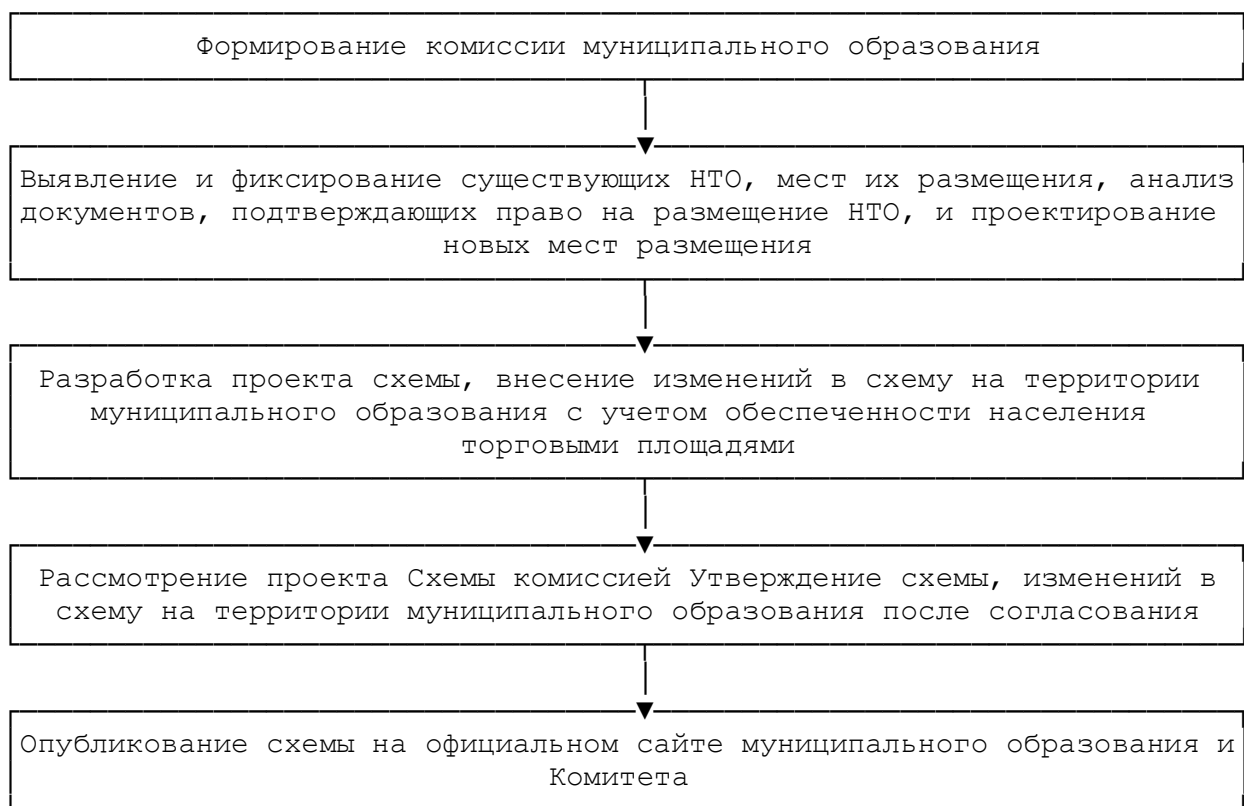 Формирование комиссии муниципального образования
Выявление и фиксирование существующих НТО, мест их размещения, анализ
документов, подтверждающих право на размещение НТО, и проектирование
новых мест размещения
Разработка проекта схемы, внесение изменений в схему на территории
муниципального образования с учетом обеспеченности населения
торговыми площадями
Рассмотрение проекта Схемы комиссией Утверждение схемы, изменений в
схему на территории муниципального образования после согласования
Опубликование схемы на официальном сайте муниципального образования и
Комитета